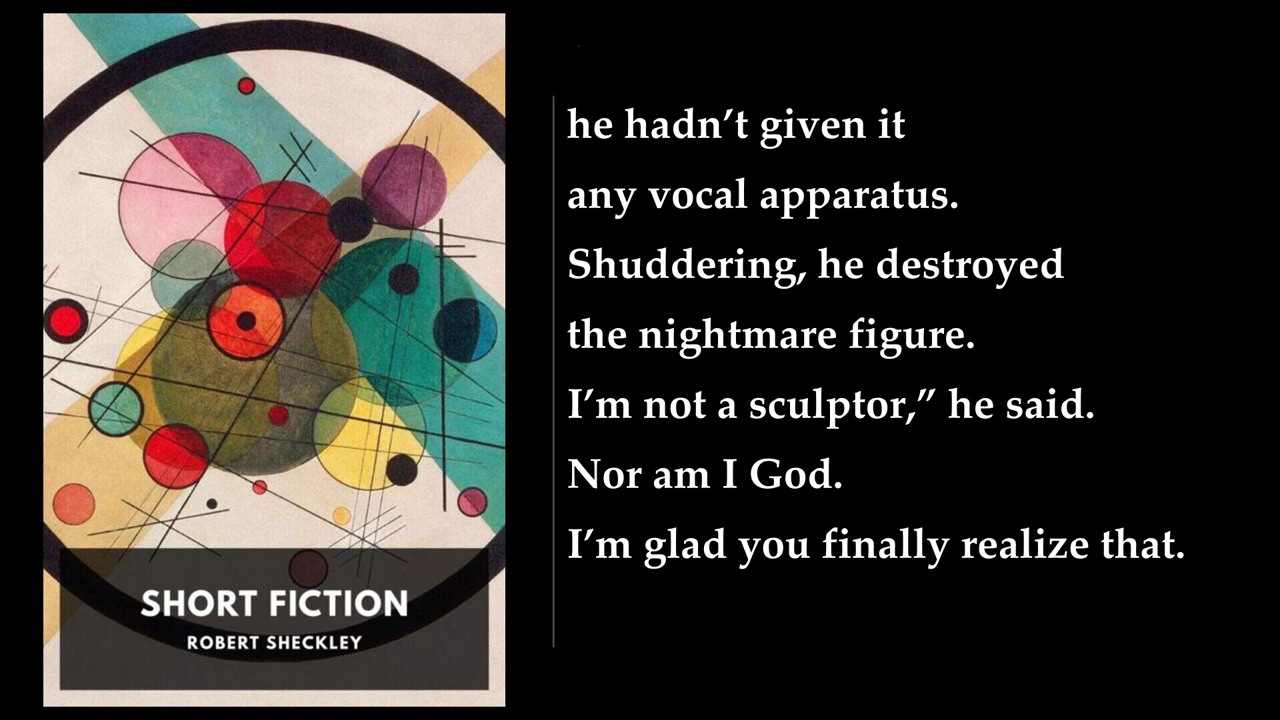 SHORT FICTION
ROBERT SHECKLEY
he hadn’t given it
any vocal apparatus.
Shuddering, he destroyed
the nightmare figure.
I’m not a sculptor,” he said.
Nor am I God.
I’m glad you finally realize that.